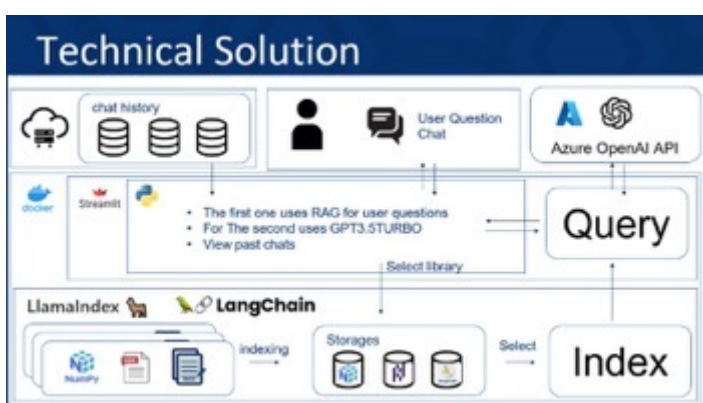 Technical Solution
chat history
User Question
Chat
Azure OpenAI API
docker
Streamlit
• The first one uses RAG for user questions
• For The second uses GPT3.5TURBO
• View past chats
Query
Select library
LlamaIndex
LangChain
NumPy
indexing
Storages
Select
Index